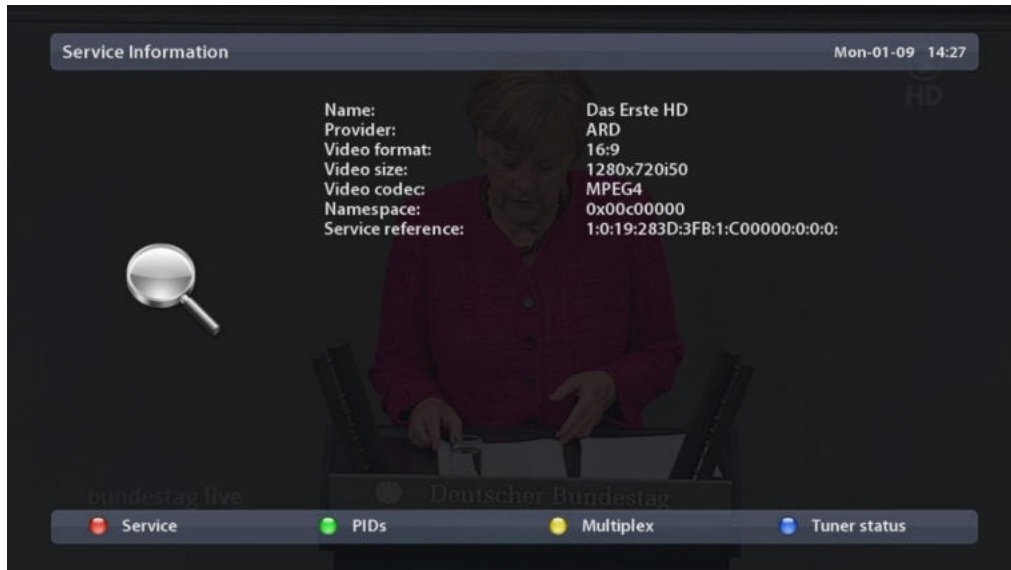 Service Information Mon-01-09 14:27
HD
Name: Das Erste HD
Provider: ARD
Video format: 16:9
Video size: 1280x720i50
Video codec: MPEG4
Namespace: 0x00c00000
Service reference: 1:0:19:283D:3FB:1:C00000:0:0:0:
bundestag live
Deutscher Bundestag
Service PIDs Multiplex Tuner status